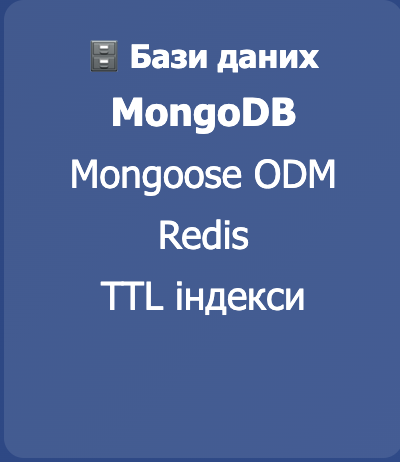 🗄️ Бази даних
MongoDB
Mongoose ODM
Redis
TTL індекси